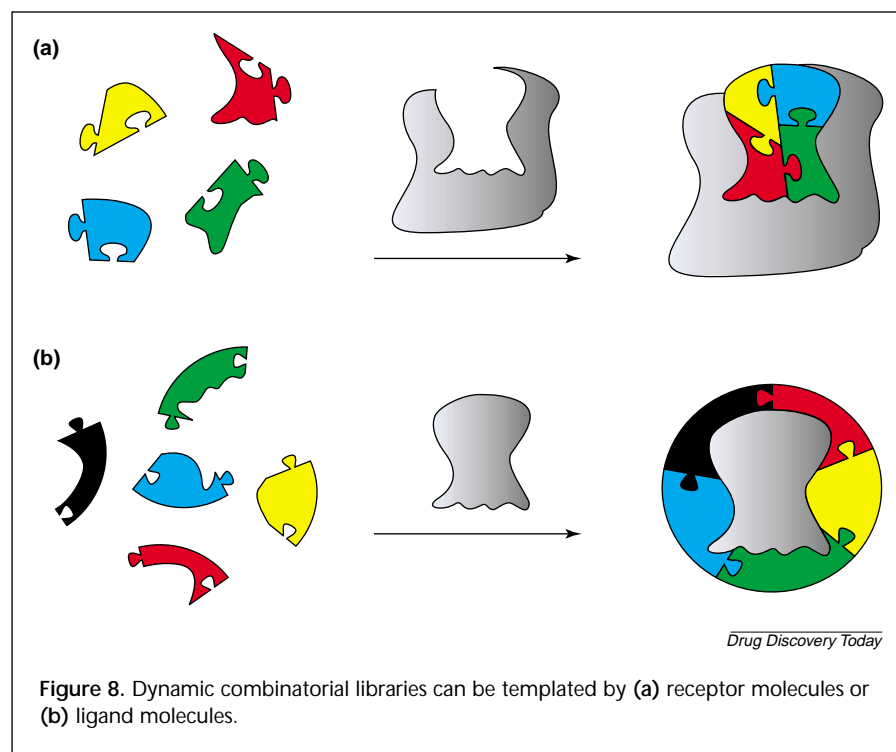 (a)
(b)
Drug Discovery Today
Figure 8. Dynamic combinatorial libraries can be templated by (a) receptor molecules or
(b) ligand molecules.